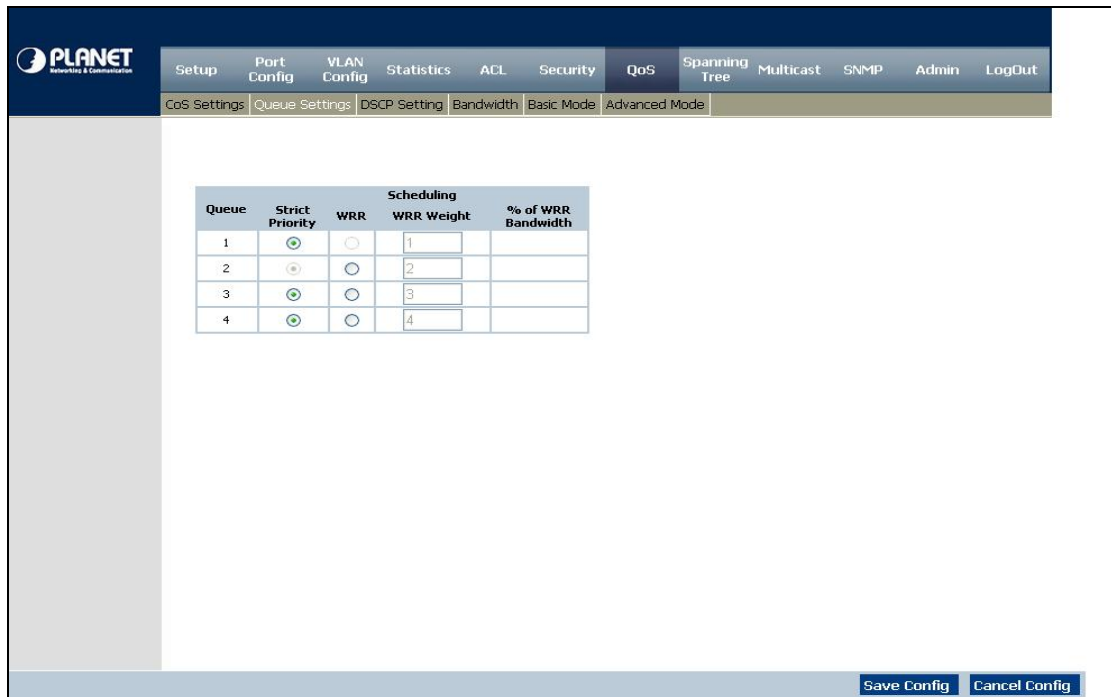 PLANET
Networking & Communication
Setup Port Config VLAN Config Statistics ACL Security QoS Spanning Tree Multicast SNMP Admin LogOut
CoS Settings Queue Settings DSCP Setting Bandwidth Basic Mode Advanced Mode
Scheduling
Queue Strict Priority WRR WRR Weight % of WRR Bandwidth
1 1
2 2
3 3
4 4
Save Config Cancel Config